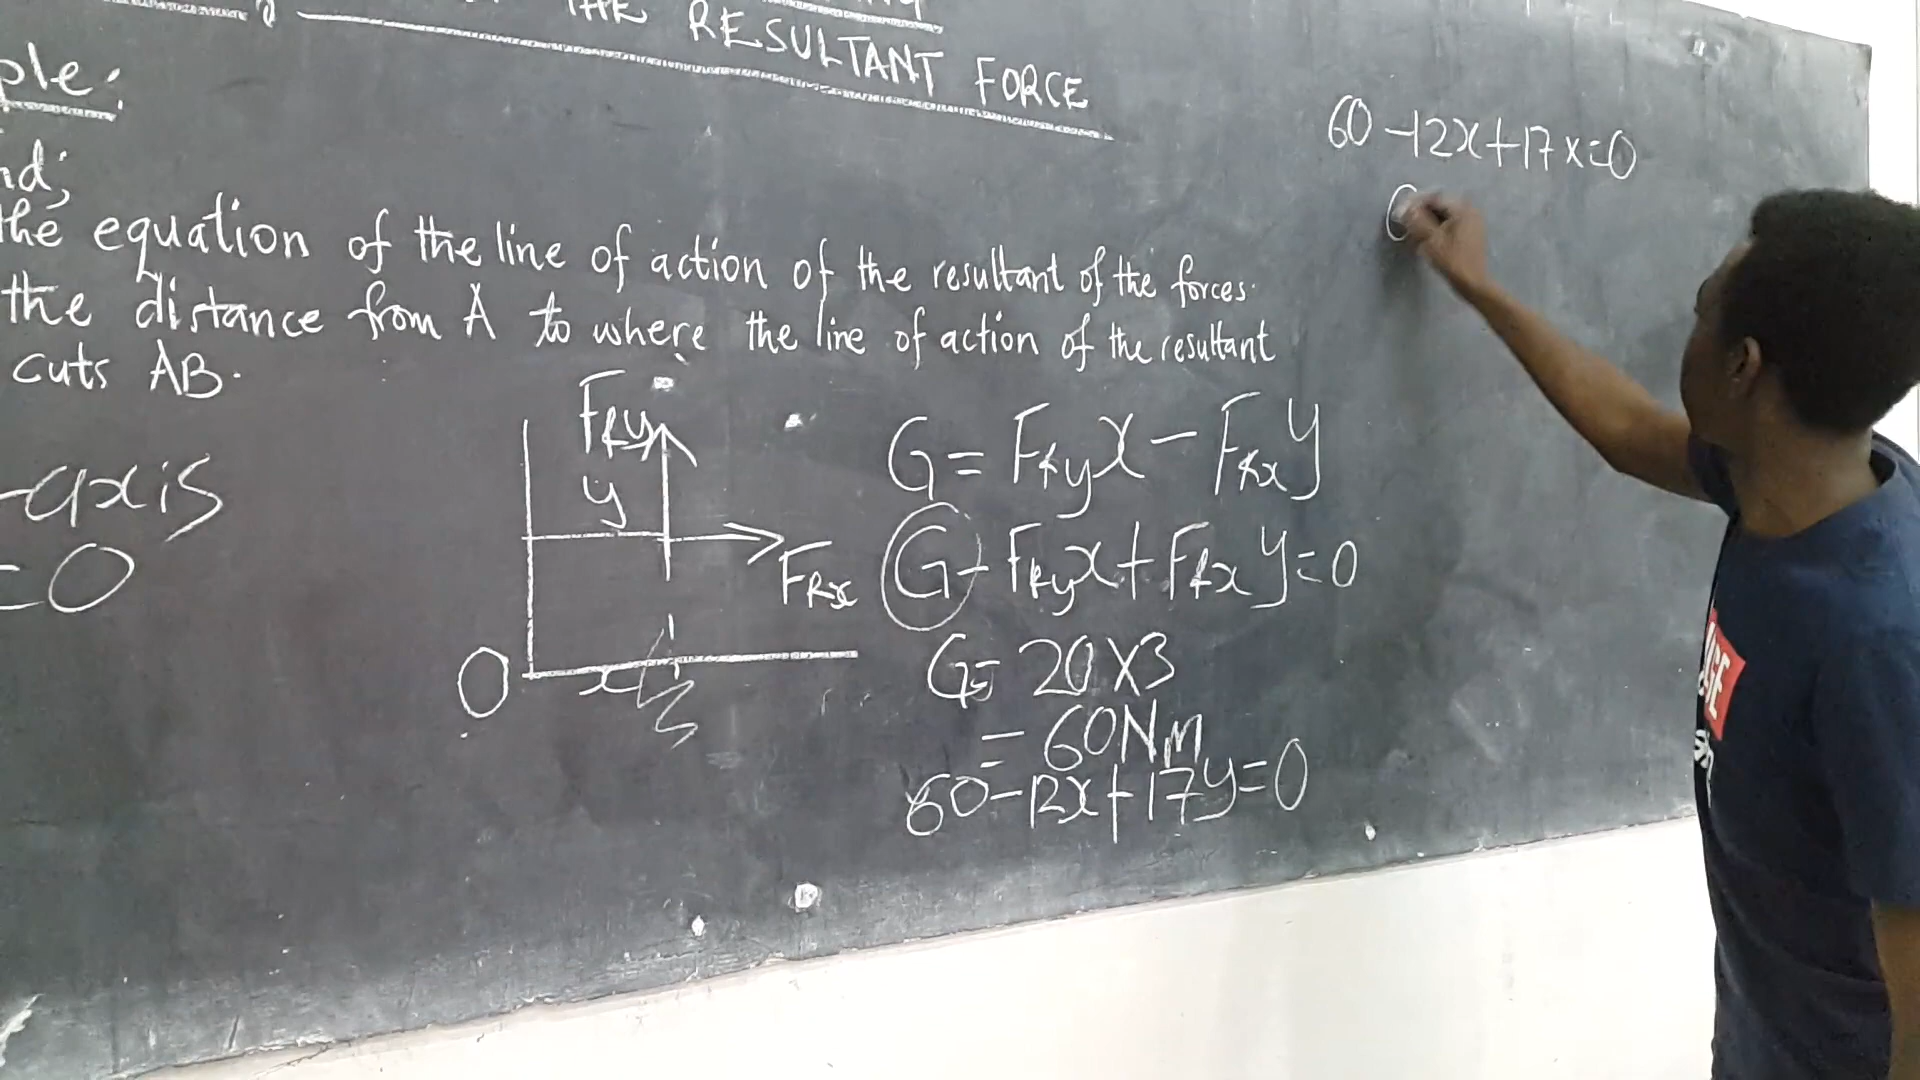 THE RESULTANT FORCE
ple:
nd;
the equation of the line of action of the resultant of the forces.
the distance from A to where the line of action of the resultant
cuts AB.
-axis
=0
FRy
y
FRx
O
x
G = FRyx - FRxy
G - FRyx + FRxy = 0
G = 20x3
= 60Nm
60-12x+17y=0
60-12x+17x=0